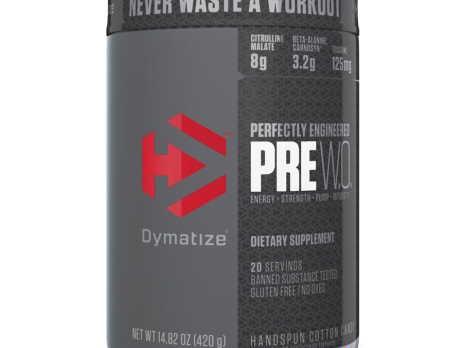 NEVER WASTE A WORKOUT
CITRULLINE MALATE
8g
BETA-ALANINE CARNOSYN®
3.2g
125mg
PERFECTLY ENGINEERED
PRE W.O.
ENERGY • STRENGTH • PUMP • INTENSITY
Dymatize®
DIETARY SUPPLEMENT
20 SERVINGS
BANNED SUBSTANCE TESTED
GLUTEN FREE / NO DYES
NET WT 14.82 OZ (420g)
HANDSPUN COTTON CAN